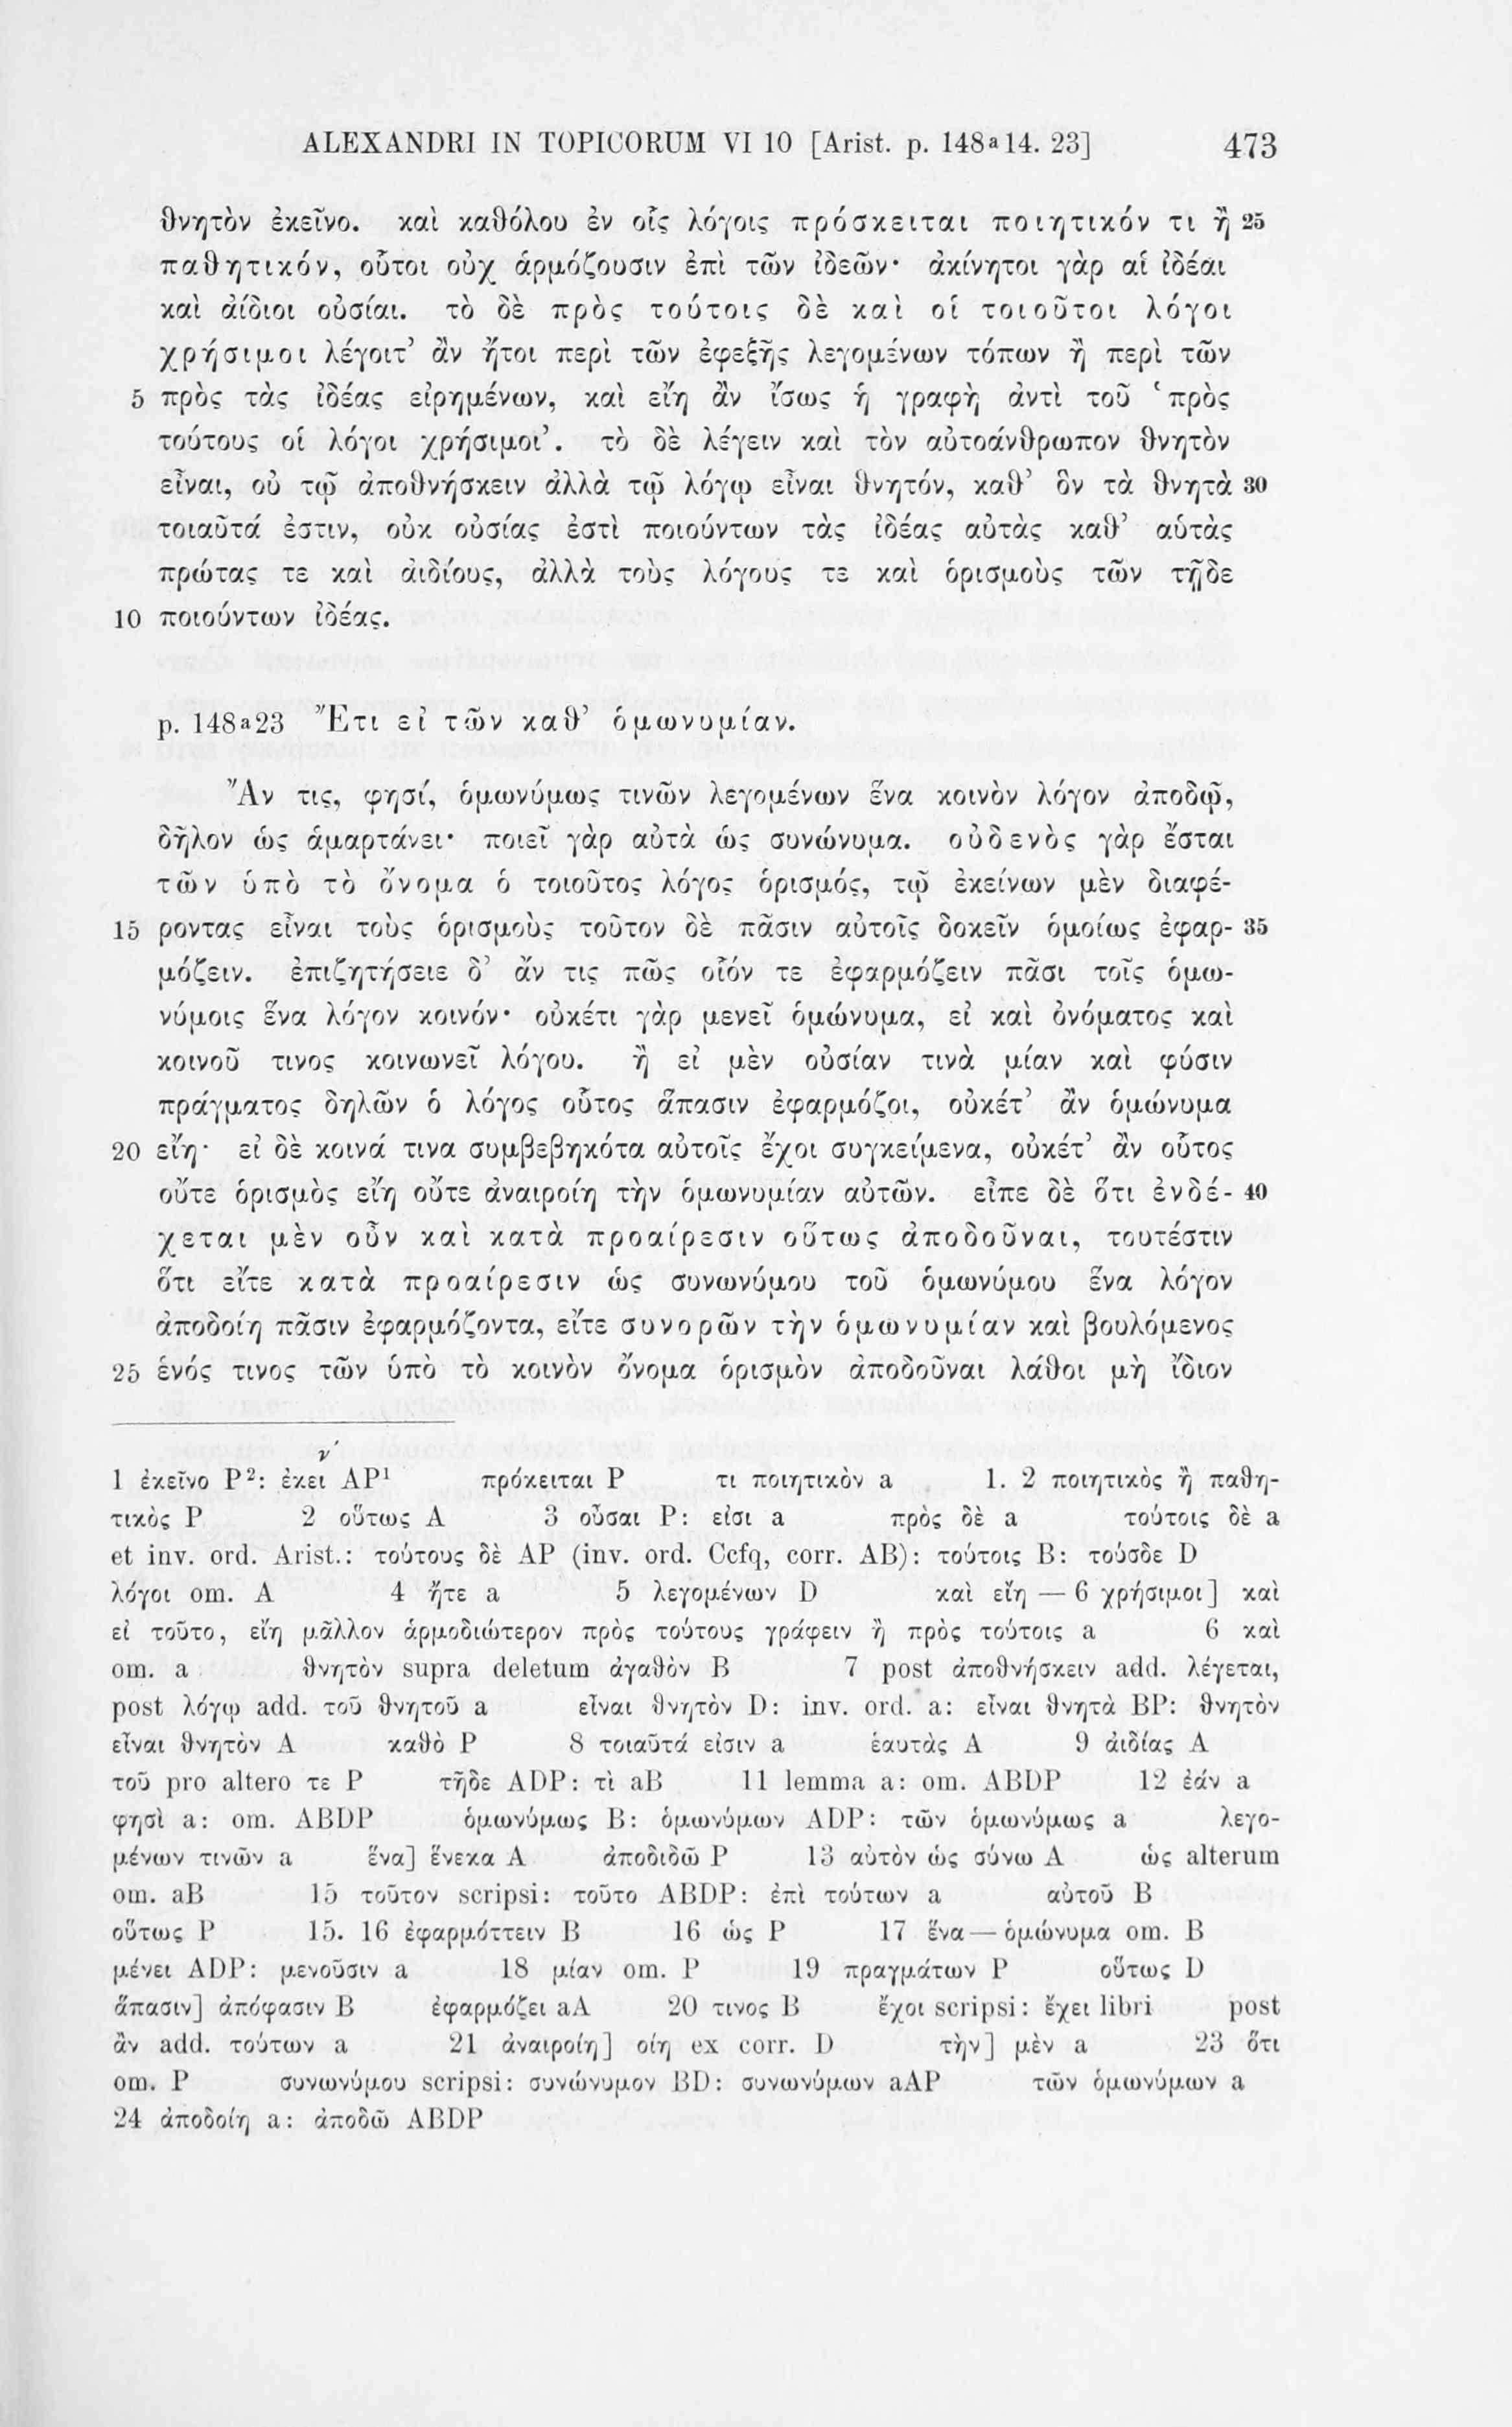 ALEXANDRI IN TOPICORUM VI 10 [Arist. p. 148ª14. 23] 473
θνητὸν ἐκεῖνο. καὶ καθόλου ἐν οἷς λόγοις πρόσκειται ποιητικόν τι ἢ 25
παθητικόν, οὗτοι οὐχ ἁρμόζουσιν ἐπὶ τῶν ἰδεῶν· ἀκίνητοι γὰρ αἱ ἰδέαι
καὶ ἀίδιοι οὐσίαι. τὸ δὲ πρὸς τούτοις δὲ καὶ οἱ τοιοῦτοι λόγοι
χρήσιμοι λέγοιτ’ ἂν ἤτοι περὶ τῶν ἐφεξῆς λεγομένων τόπων ἢ περὶ τῶν
5 πρὸς τὰς ἰδέας εἰρημένων, καὶ εἴη ἂν ἴσως ἡ γραφὴ ἀντὶ τοῦ ‘πρὸς
τούτους οἱ λόγοι χρήσιμοι’. τὸ δὲ λέγειν καὶ τὸν αὐτοάνθρωπον θνητὸν
εἶναι, οὐ τῷ ἀποθνήσκειν ἀλλὰ τῷ λόγῳ εἶναι θνητόν, καθ’ ὃν τὰ θνητὰ 30
τοιαῦτά ἐστιν, οὐκ οὐσίας ἐστὶ ποιούντων τὰς ἰδέας αὐτὰς καθ’ αὑτὰς
πρώτας τε καὶ ἀιδίους, ἀλλὰ τοὺς λόγους τε καὶ ὁρισμοὺς τῶν τῇδε
10 ποιούντων ἰδέας.
p. 148ª23 Ἔτι εἰ τῶν καθ’ ὁμωνυμίαν.
Ἄν τις, φησί, ὁμωνύμως τινῶν λεγομένων ἕνα κοινὸν λόγον ἀποδῷ,
δῆλον ὡς ἁμαρτάνει· ποιεῖ γὰρ αὐτὰ ὡς συνώνυμα. οὐδενὸς γὰρ ἔσται
τῶν ὑπὸ τὸ ὄνομα ὁ τοιοῦτος λόγος ὁρισμός, τῷ ἐκείνων μὲν διαφέ-
15 ροντας εἶναι τοὺς ὁρισμοὺς τοῦτον δὲ πᾶσιν αὐτοῖς δοκεῖν ὁμοίως ἐφαρ- 35
μόζειν. ἐπιζητήσειε δ’ ἄν τις πῶς οἷόν τε ἐφαρμόζειν πᾶσι τοῖς ὁμω-
νύμοις ἕνα λόγον κοινόν· οὐκέτι γὰρ μενεῖ ὁμώνυμα, εἰ καὶ ὀνόματος καὶ
κοινοῦ τινος κοινωνεῖ λόγου. ἢ εἰ μὲν οὐσίαν τινὰ μίαν καὶ φύσιν
πράγματος δηλῶν ὁ λόγος οὗτος ἅπασιν ἐφαρμόζοι, οὐκέτ’ ἂν ὁμώνυμα
20 εἴη· εἰ δὲ κοινά τινα συμβεβηκότα αὐτοῖς ἔχοι συγκείμενα, οὐκέτ’ ἂν οὗτος
οὔτε ὁρισμὸς εἴη οὔτε ἀναιροίη τὴν ὁμωνυμίαν αὐτῶν. εἶπε δὲ ὅτι ἐνδέ- 40
χεται μὲν οὖν καὶ κατὰ προαίρεσιν οὕτως ἀποδοῦναι, τουτέστιν
ὅτι εἴτε κατὰ προαίρεσιν ὡς συνωνύμου τοῦ ὁμωνύμου ἕνα λόγον
ἀποδοίη πᾶσιν ἐφαρμόζοντα, εἴτε συνορῶν τὴν ὁμωνυμίαν καὶ βουλόμενος
25 ἑνός τινος τῶν ὑπὸ τὸ κοινὸν ὄνομα ὁρισμὸν ἀποδοῦναι λάθοι μὴ ἴδιον
1 ἐκεῖνο P²: ἐκεῖ AP¹ πρόκειται P τι ποιητικὸν a 1. 2 ποιητικὸς ἢ παθη-
τικὸς P 2 οὕτως A 3 οὖσαι P: εἰσι a πρὸς δὲ a τούτοις δὲ a
et inv. ord. Arist.: τούτους δὲ AP (inv. ord. Ccfq, corr. AB): τούτοις B: τούσδε D
λόγοι om. A 4 ἤτε a 5 λεγομένων D καὶ εἴη — 6 χρήσιμοι] καὶ
εἰ τοῦτο, εἴη μᾶλλον ἁρμοδιώτερον πρὸς τούτους γράφειν ἢ πρὸς τούτοις a 6 καὶ
om. a θνητὸν supra deletum ἀγαθὸν B 7 post ἀποθνήσκειν add. λέγεται,
post λόγῳ add. τοῦ θνητοῦ a εἶναι θνητὸν D: inv. ord. a: εἶναι θνητὰ BP: θνητὸν
εἶναι θνητὸν A καθὸ P 8 τοιαῦτά εἰσιν a ἑαυτὰς A 9 ἀιδίας A
τοῦ pro altero τε P τῇδε ADP: τὶ aB 11 lemma a: om. ABDP 12 ἐάν a
φησὶ a: om. ABDP ὁμωνύμως B: ὁμωνύμων ADP: τῶν ὁμωνύμως a λεγο-
μένων τινῶν a ἕνα] ἕνεκα A ἀποδιδῶ P 13 αὐτὸν ὡς σύνω A ὡς alterum
om. aB 15 τοῦτον scripsi: τοῦτο ABDP: ἐπὶ τούτων a αὐτοῦ B
οὕτως P 15. 16 ἐφαρμόττειν B 16 ὡς P 17 ἕνα — ὁμώνυμα om. B
μένει ADP: μενοῦσιν a 18 μίαν om. P 19 πραγμάτων P οὕτως D
ἅπασιν] ἀπόφασιν B ἐφαρμόζει aA 20 τινος B ἔχοι scripsi: ἔχει libri post
ἂν add. τούτων a 21 ἀναιροίη] οίη ex corr. D τὴν] μὲν a 23 ὅτι
om. P συνωνύμου scripsi: συνώνυμον BD: συνωνύμων aAP τῶν ὁμωνύμων a
24 ἀποδοίη a: ἀποδῶ ABDP